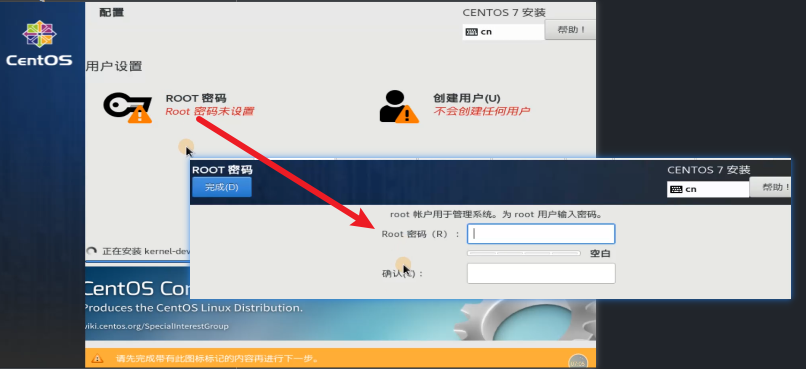 配置
CENTOS 7 安装
cn
帮助！
CentOS
用户设置
ROOT 密码
Root 密码未设置
创建用户(U)
不会创建任何用户
ROOT 密码
完成(D)
CENTOS 7 安装
cn
帮助！
root 帐户用于管理系统。为 root 用户输入密码。
Root 密码（R）：
空白
确认(C)：
正在安装 kernel-dev
CentOS Cor
Produces the CentOS Linux Distribution.
wiki.centos.org/SpecialInterestGroup
请先完成带有此图标标记的内容再进行下一步。